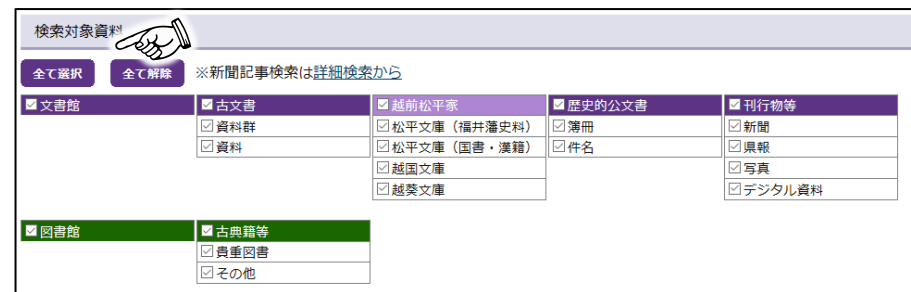 検索対象資料
全て選択 全て解除 ※新聞記事検索は詳細検索から
文書館 古文書 越前松平家 歴史的公文書 刊行物等
資料群 松平文庫（福井藩史料） 簿冊 新聞
資料 松平文庫（国書・漢籍） 件名 県報
越国文庫 写真
越葵文庫 デジタル資料
図書館 古典籍等
貴重図書
その他